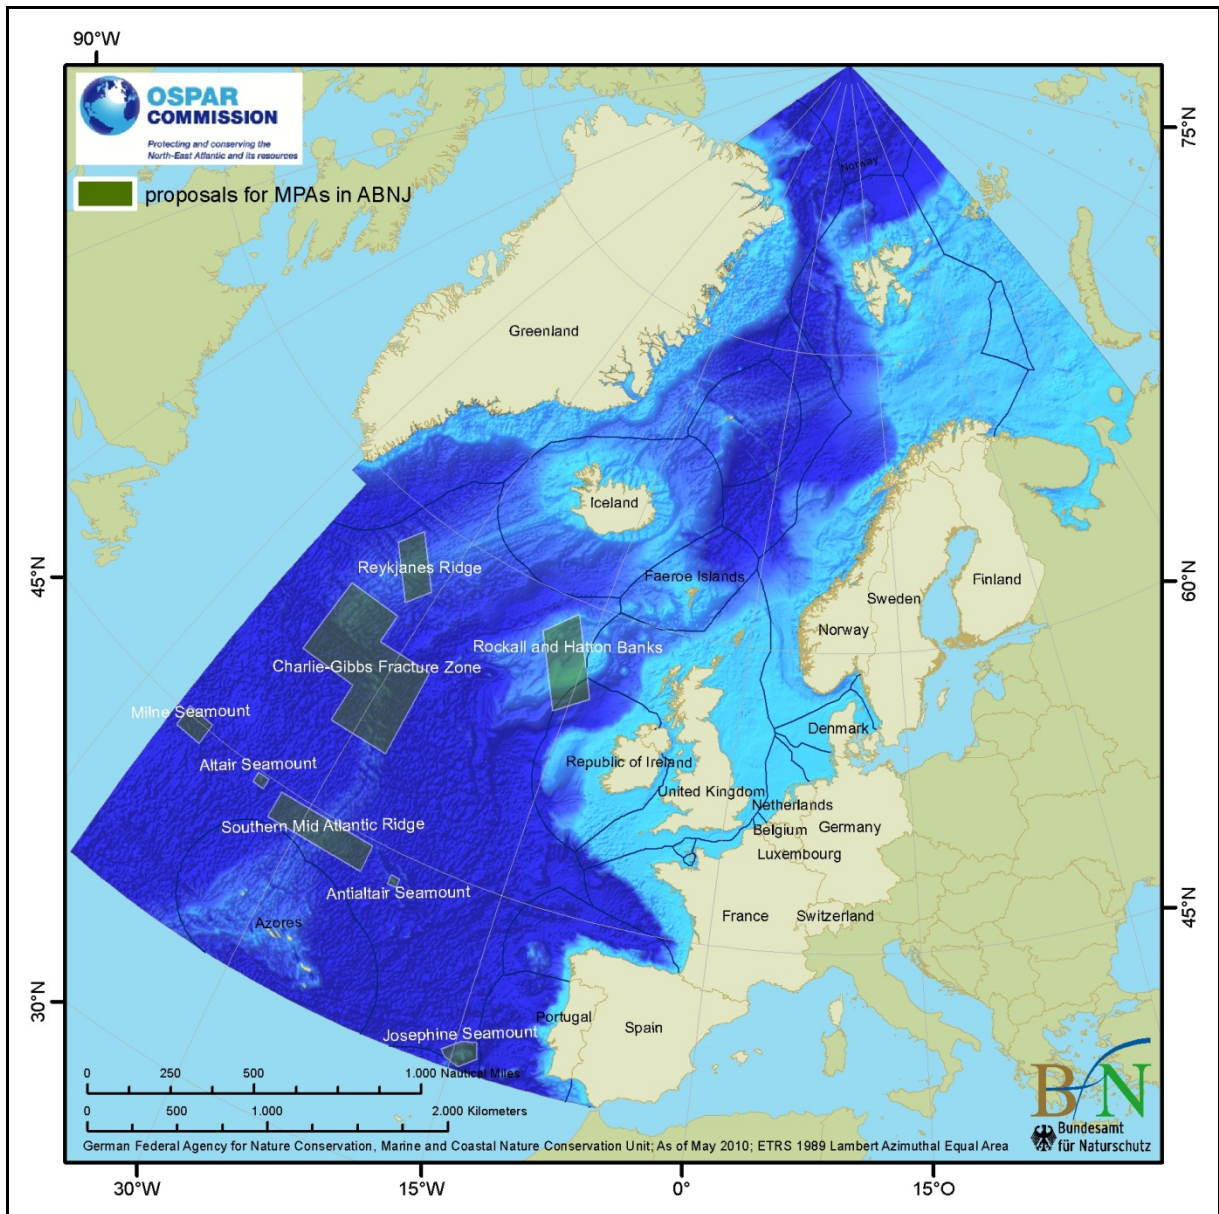 90°W
OSPAR
COMMISSION
Protecting and conserving the
North-East Atlantic and its resources
proposals for MPAs in ABNJ
75°N
Norway
Greenland
Iceland
45°N
Reykjanes Ridge
Faeroe Islands
60°N
Finland
Sweden
Norway
Rockall and Hatton Banks
Charlie-Gibbs Fracture Zone
Milne Seamount
Denmark
Altair Seamount
Republic of Ireland
United Kingdom
Netherlands
Southern Mid Atlantic Ridge
Belgium
Germany
Luxembourg
Antialtair Seamount
Azores
France
Switzerland
45°N
30°N
Portugal
Spain
Josephine Seamount
0 250 500 1.000 Nautical Miles
0 500 1.000 2.000 Kilometers
BfN
Bundesamt
für Naturschutz
German Federal Agency for Nature Conservation, Marine and Coastal Nature Conservation Unit; As of May 2010; ETRS 1989 Lambert Azimuthal Equal Area
30°W
15°W
0°
15°O